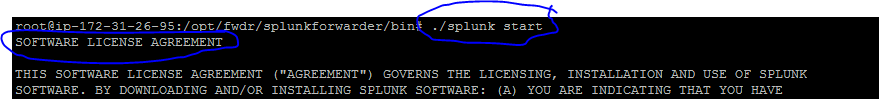 root@ip-172-31-26-95:/opt/fwdr/splunkforwarder/bin# ./splunk start
SOFTWARE LICENSE AGREEMENT
THIS SOFTWARE LICENSE AGREEMENT ("AGREEMENT") GOVERNS THE LICENSING, INSTALLATION AND USE OF SPLUNK
SOFTWARE. BY DOWNLOADING AND/OR INSTALLING SPLUNK SOFTWARE: (A) YOU ARE INDICATING THAT YOU HAVE